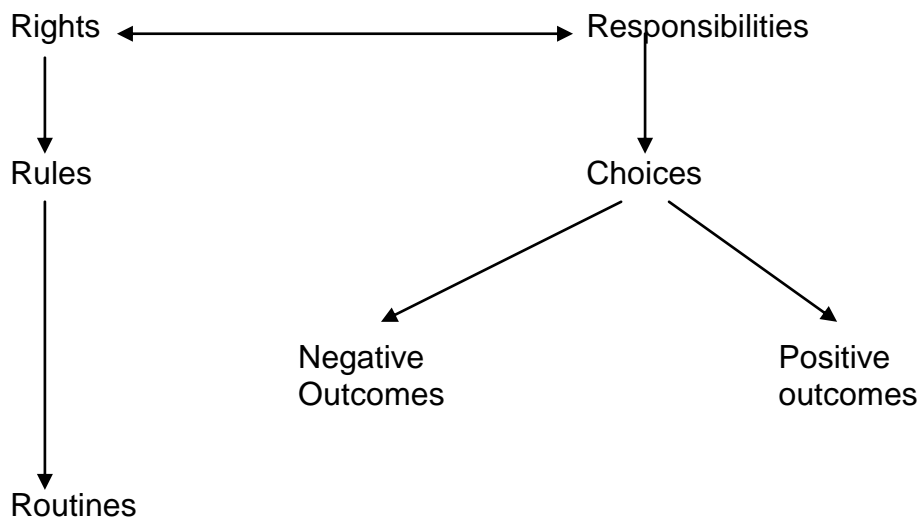 Rights
Responsibilities
Rules
Choices
Negative
Outcomes
Positive
outcomes
Routines